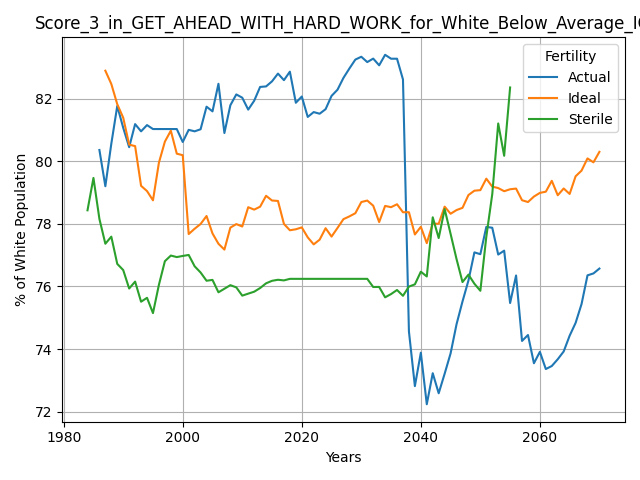 Score_3_in_GET_AHEAD_WITH_HARD_WORK_for_White_Below_Average_I
Fertility
Actual
Ideal
Sterile
% of White Population
82
80
78
76
74
72
1980
2000
2020
2040
2060
Years